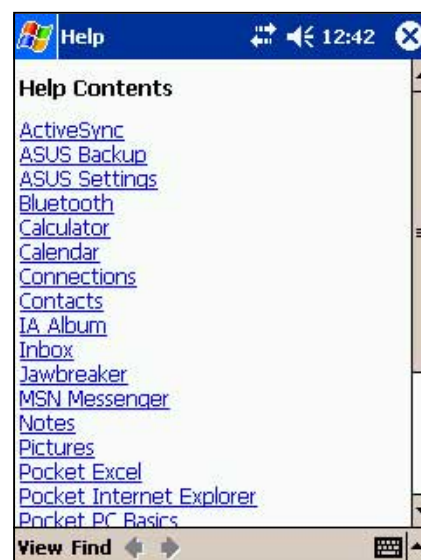 Help 12:42
Help Contents
ActiveSync
ASUS Backup
ASUS Settings
Bluetooth
Calculator
Calendar
Connections
Contacts
IA Album
Inbox
Jawbreaker
MSN Messenger
Notes
Pictures
Pocket Excel
Pocket Internet Explorer
Pocket PC Basics
View Find